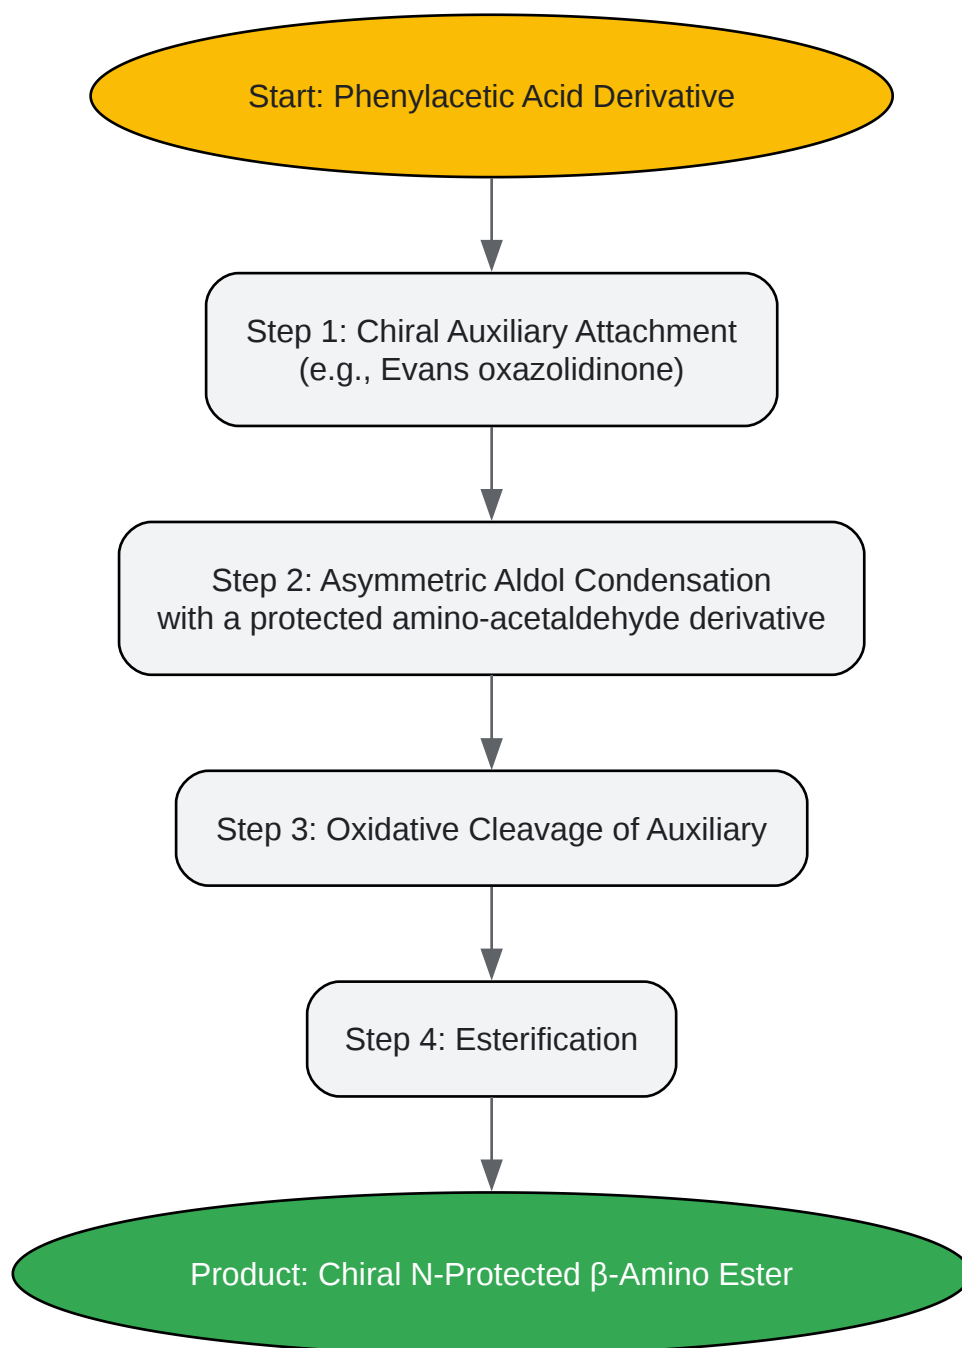 Start: Phenylacetic Acid Derivative
Step 1: Chiral Auxiliary Attachment
(e.g., Evans oxazolidinone)
Step 2: Asymmetric Aldol Condensation
with a protected amino-acetaldehyde derivative
Step 3: Oxidative Cleavage of Auxiliary
Step 4: Esterification
Product: Chiral N-Protected β-Amino Ester